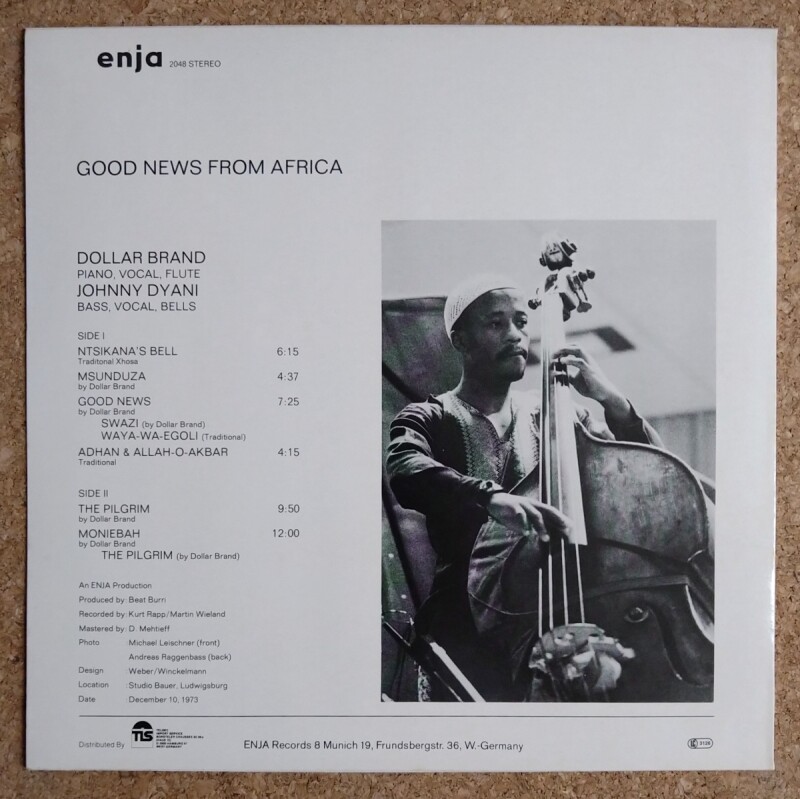 enja 2048 STEREO
GOOD NEWS FROM AFRICA
DOLLAR BRAND
PIANO, VOCAL, FLUTE
JOHNNY DYANI
BASS, VOCAL, BELLS
SIDE I
NTSIKANA'S BELL 6:15
Traditonal Xhosa
MSUNDUZA 4:37
by Dollar Brand
GOOD NEWS 7:25
by Dollar Brand
SWAZI (by Dollar Brand)
WAYA-WA-EGOLI (Traditional)
ADHAN & ALLAH-O-AKBAR 4:15
Traditional
SIDE II
THE PILGRIM 9:50
by Dollar Brand
MONIEBAH 12:00
by Dollar Brand
THE PILGRIM (by Dollar Brand)
An ENJA Production
Produced by: Beat Burri
Recorded by: Kurt Rapp/Martin Wieland
Mastered by: D. Mehtieff
Photo :Michael Leischner (front)
Andreas Raggenbass (back)
Design :Weber/Winckelmann
Location :Studio Bauer, Ludwigsburg
Date :December 10, 1973
Distributed By TIS
ENJA Records 8 Munich 19, Frundsbergstr. 36, W.-Germany